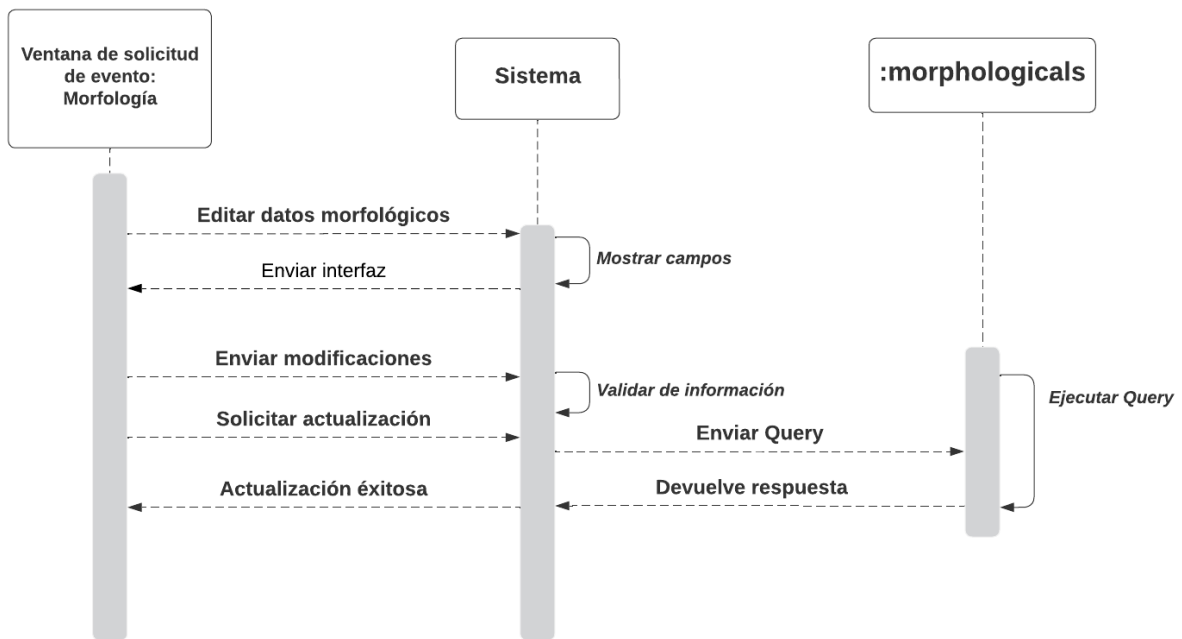 Ventana de solicitud
de evento:
Morfología
Sistema
:morphologicals
Editar datos morfológicos
Mostrar campos
Enviar interfaz
Enviar modificaciones
Validar de información
Ejecutar Query
Solicitar actualización
Enviar Query
Actualización éxitosa
Devuelve respuesta